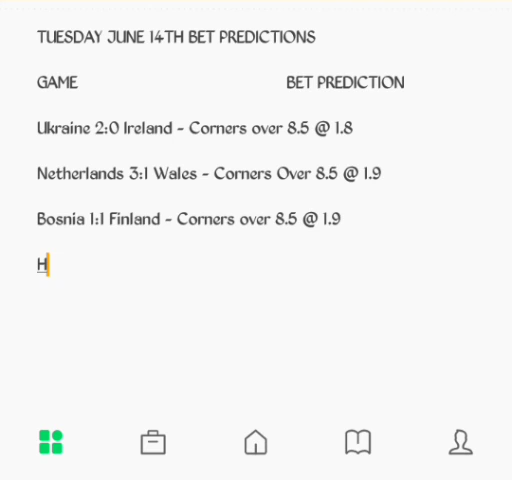 TUESDAY JUNE 14TH BET PREDICTIONS
GAME BET PREDICTION
Ukraine 2:0 Ireland - Corners over 8.5 @ 1.8
Netherlands 3:1 Wales - Corners Over 8.5 @ 1.9
Bosnia 1:1 Finland - Corners over 8.5 @ 1.9
H